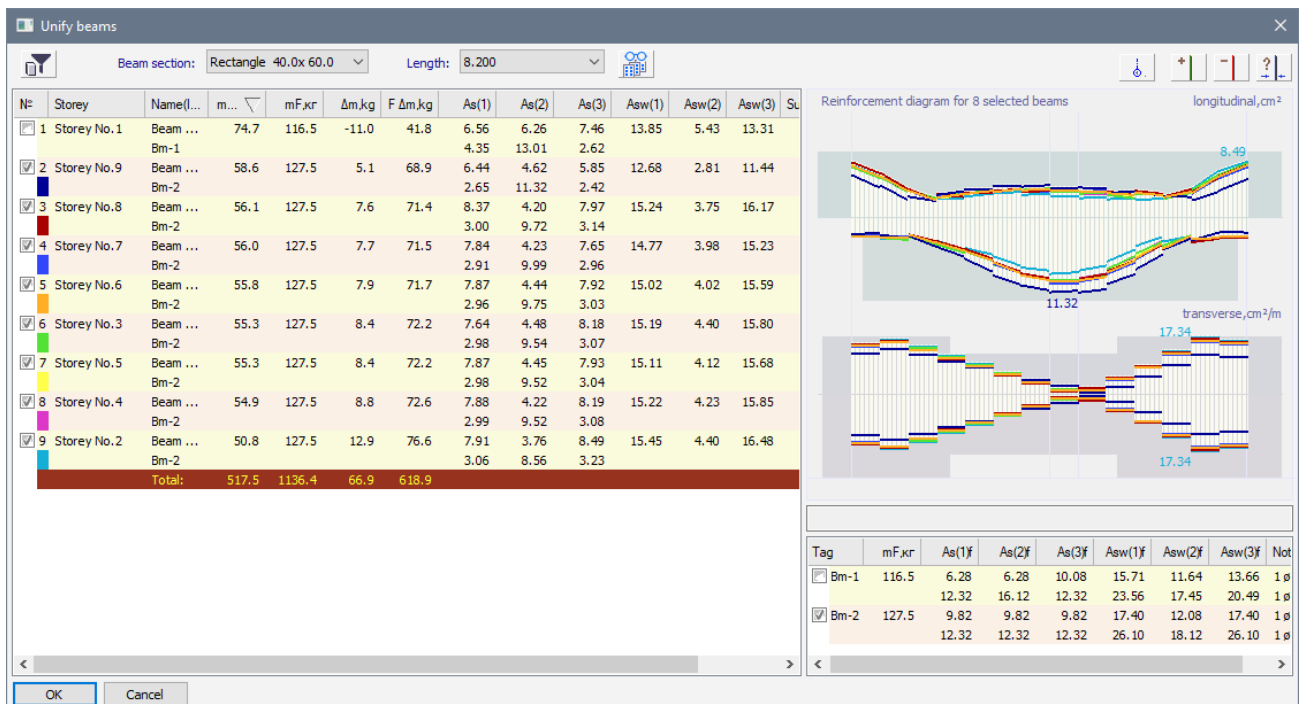 Unify beams
Beam section: Rectangle 40.0x 60.0 Length: 8.200
№ Storey Name(I... m... mF,кг Δm,kg F Δm,kg As(1) As(2) As(3) Asw(1) Asw(2) Asw(3) Su
1 Storey No.1 Beam ... 74.7 116.5 -11.0 41.8 6.56 6.26 7.46 13.85 5.43 13.31
Bm-1 4.35 13.01 2.62
2 Storey No.9 Beam ... 58.6 127.5 5.1 68.9 6.44 4.62 5.85 12.68 2.81 11.44
Bm-2 2.65 11.32 2.42
3 Storey No.8 Beam ... 56.1 127.5 7.6 71.4 8.37 4.20 7.97 15.24 3.75 16.17
Bm-2 3.00 9.72 3.14
4 Storey No.7 Beam ... 56.0 127.5 7.7 71.5 7.84 4.23 7.65 14.77 3.98 15.23
Bm-2 2.91 9.99 2.96
5 Storey No.6 Beam ... 55.8 127.5 7.9 71.7 7.87 4.44 7.92 15.02 4.02 15.59
Bm-2 2.96 9.75 3.03
6 Storey No.3 Beam ... 55.3 127.5 8.4 72.2 7.64 4.48 8.18 15.19 4.40 15.80
Bm-2 2.98 9.54 3.07
7 Storey No.5 Beam ... 55.3 127.5 8.4 72.2 7.87 4.45 7.93 15.11 4.12 15.68
Bm-2 2.98 9.52 3.04
8 Storey No.4 Beam ... 54.9 127.5 8.8 72.6 7.88 4.22 8.19 15.22 4.23 15.85
Bm-2 2.99 9.52 3.08
9 Storey No.2 Beam ... 50.8 127.5 12.9 76.6 7.91 3.76 8.49 15.45 4.40 16.48
Bm-2 3.06 8.56 3.23
Total: 517.5 1136.4 66.9 618.9
Reinforcement diagram for 8 selected beams longitudinal,cm²
8.49
11.32
transverse,cm²/m
17.34
17.34
Tag mF,кг As(1)f As(2)f As(3)f Asw(1)f Asw(2)f Asw(3)f Not
Bm-1 116.5 6.28 6.28 10.08 15.71 11.64 13.66 1 ø
12.32 16.12 12.32 23.56 17.45 20.49 1 ø
Bm-2 127.5 9.82 9.82 9.82 17.40 12.08 17.40 1 ø
12.32 12.32 12.32 26.10 18.12 26.10 1 ø
OK Cancel